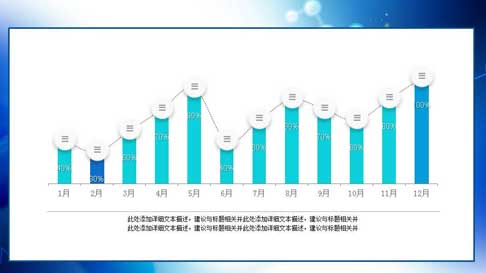 40% 30% 50% 70% 90% 40% 60% 80% 70% 60% 80% 100%
1月 2月 3月 4月 5月 6月 7月 8月 9月 10月 11月 12月
此处添加详细文本描述，建议与标题相关并此处添加详细文本描述，建议与标题相关并
此处添加详细文本描述，建议与标题相关并此处添加详细文本描述，建议与标题相关并